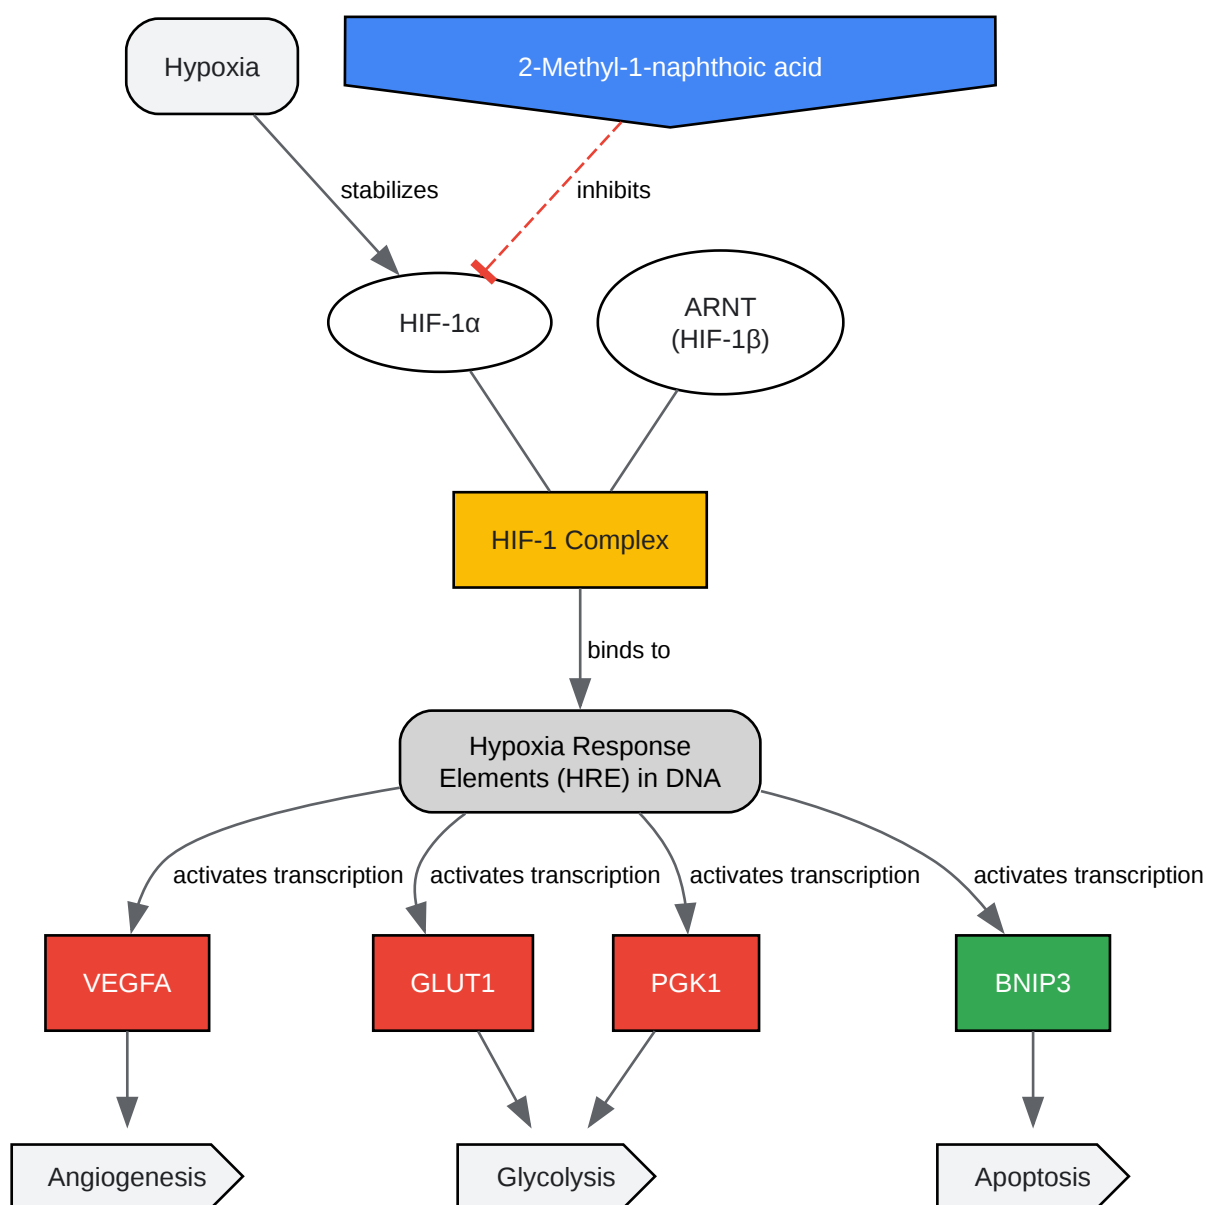 Hypoxia
2-Methyl-1-naphthoic acid
stabilizes
inhibits
HIF-1α
ARNT
(HIF-1β)
HIF-1 Complex
binds to
Hypoxia Response
Elements (HRE) in DNA
activates transcription
activates transcription
activates transcription
activates transcription
VEGFA
GLUT1
PGK1
BNIP3
Angiogenesis
Glycolysis
Apoptosis